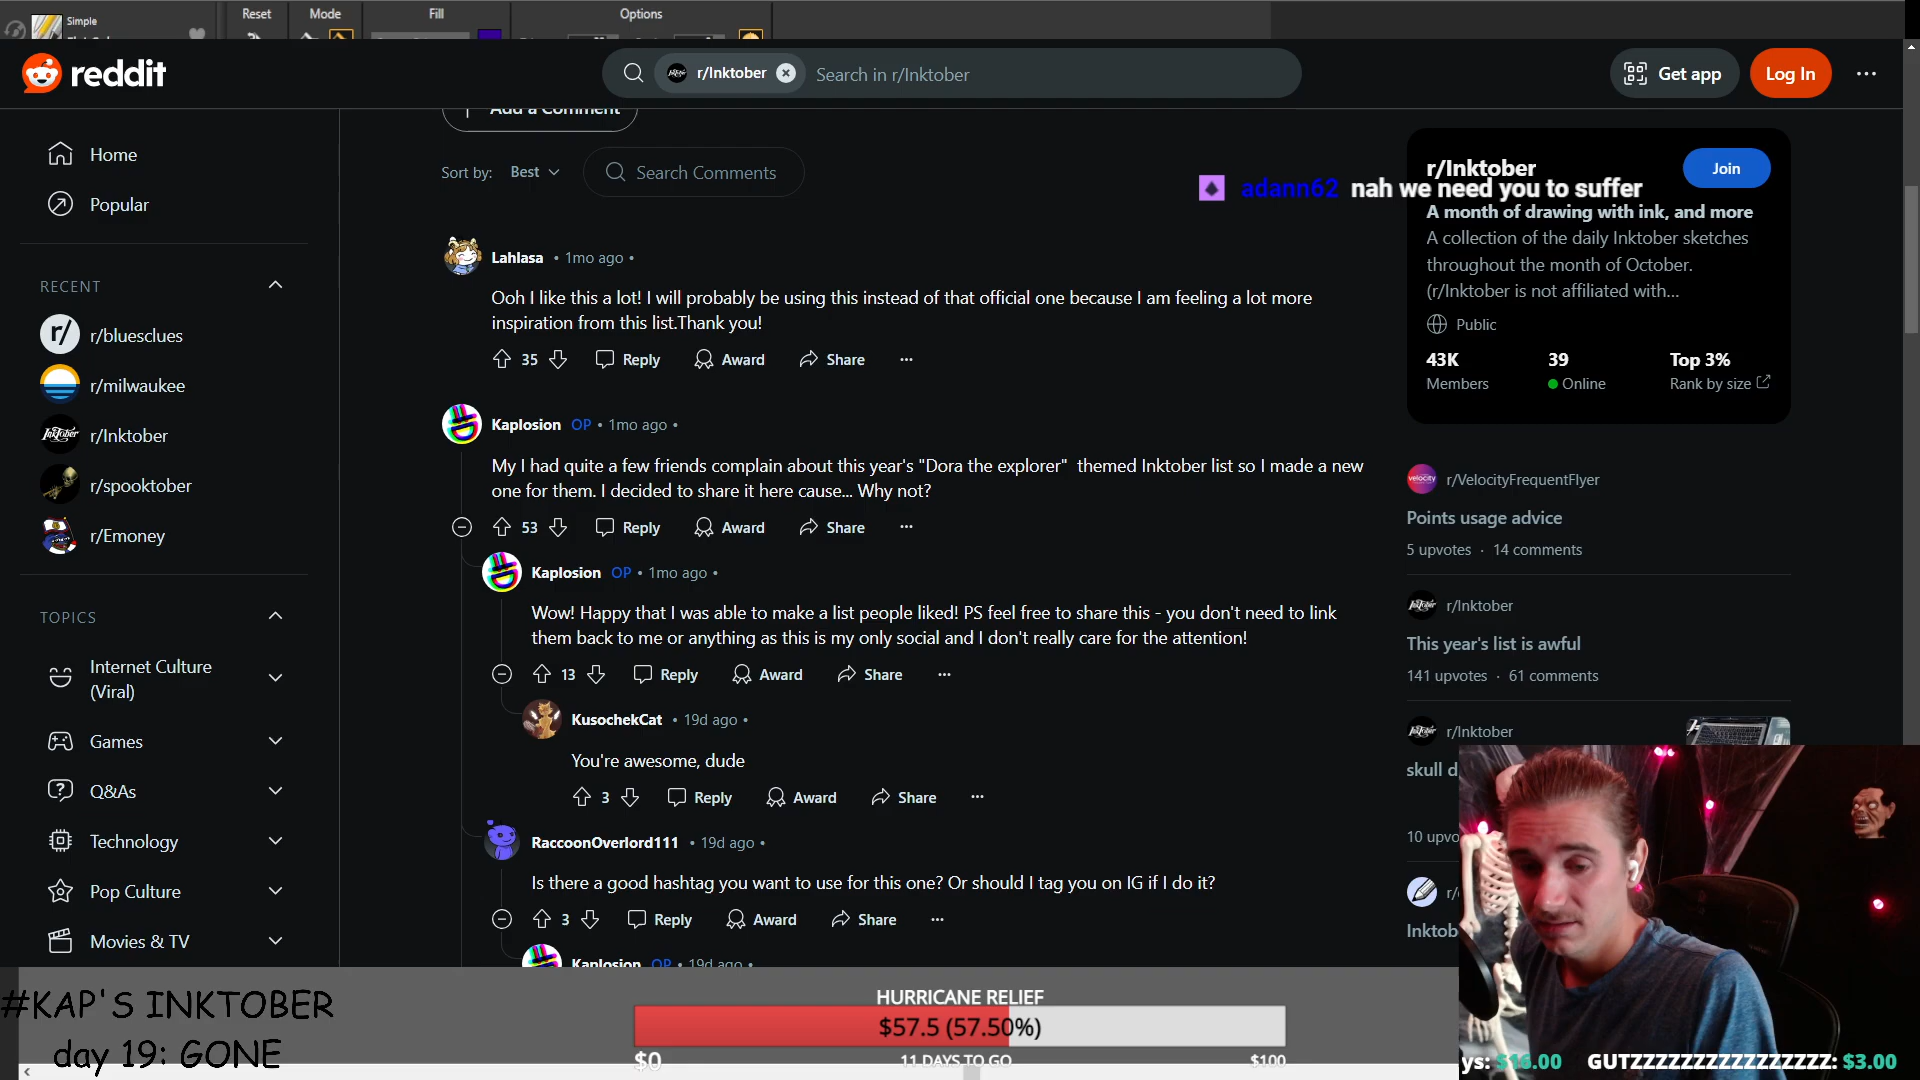 Simple
Reset
Mode
Fill
Options
reddit
r/Inktober
Search in r/Inktober
Get app
Log In
Home
Popular
RECENT
r/bluesclues
r/milwaukee
r/Inktober
r/spooktober
r/Emoney
TOPICS
Internet Culture
(Viral)
Games
Q&As
Technology
Pop Culture
Movies & TV
Add a Comment
Sort by:
Best
Search Comments
adann62 nah we need you to suffer
Lahlasa • 1mo ago •
Ooh I like this a lot! I will probably be using this instead of that official one because I am feeling a lot more
inspiration from this list.Thank you!
35 Reply Award Share
Kaplosion OP • 1mo ago •
My I had quite a few friends complain about this year's "Dora the explorer" themed Inktober list so I made a new
one for them. I decided to share it here cause... Why not?
53 Reply Award Share
Kaplosion OP • 1mo ago •
Wow! Happy that I was able to make a list people liked! PS feel free to share this - you don't need to link
them back to me or anything as this is my only social and I don't really care for the attention!
13 Reply Award Share
KusochekCat • 19d ago •
You're awesome, dude
3 Reply Award Share
RaccoonOverlord111 • 19d ago •
Is there a good hashtag you want to use for this one? Or should I tag you on IG if I do it?
3 Reply Award Share
Kaplosion OP • 19d ago •
r/Inktober
Join
A month of drawing with ink, and more
A collection of the daily Inktober sketches
throughout the month of October.
(r/Inktober is not affiliated with...
Public
43K
Members
39
Online
Top 3%
Rank by size
velocity
r/VelocityFrequentFlyer
Points usage advice
5 upvotes · 14 comments
r/Inktober
This year's list is awful
141 upvotes · 61 comments
r/Inktober
skull d
10 upvo
r/
Inktob
#KAP'S INKTOBER
day 19: GONE
HURRICANE RELIEF
$57.5 (57.50%)
$0
11 DAYS TO GO
$100
ys: $16.00
GUTZZZZZZZZZZZZZZZZ: $3.00